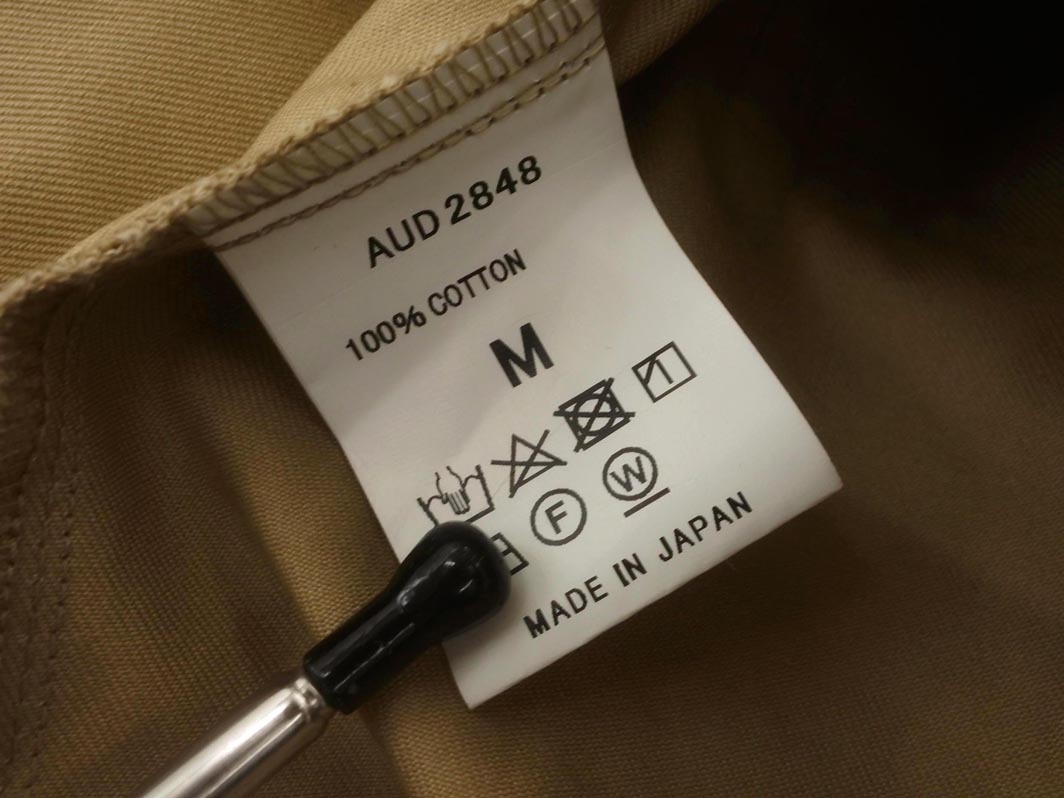 AUD 2848
100% COTTON
M
F W
MADE IN JAPAN